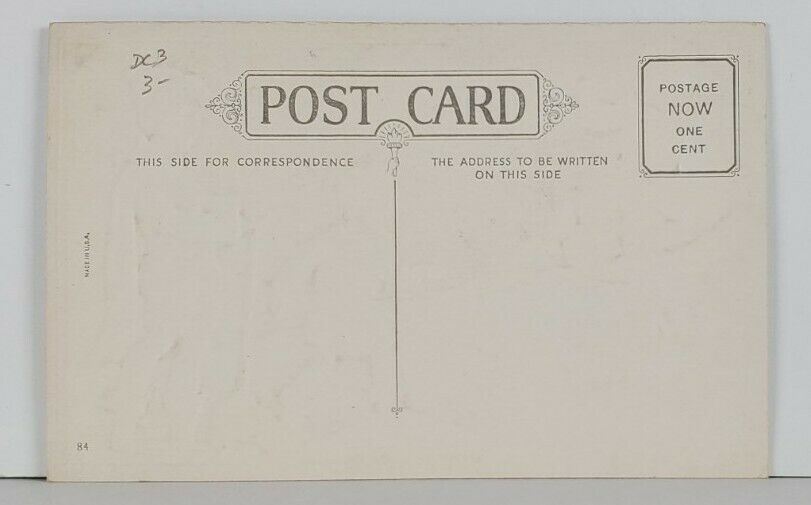 DC3
3-
POST CARD
THIS SIDE FOR CORRESPONDENCE
THE ADDRESS TO BE WRITTEN
ON THIS SIDE
POSTAGE
NOW
ONE
CENT
MADE IN U.S.A.
84